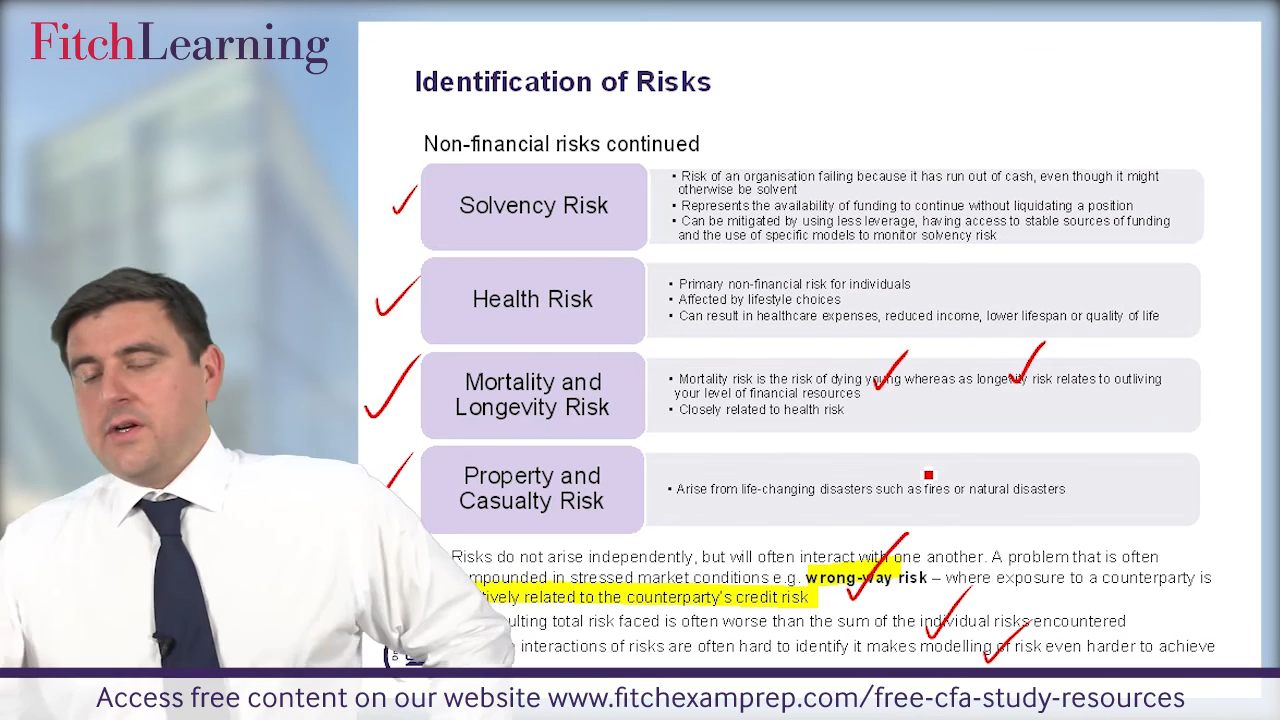 FitchLearning
Identification of Risks
Non-financial risks continued
Solvency Risk
• Risk of an organisation failing because it has run out of cash, even though it might
otherwise be solvent
• Represents the availability of funding to continue without liquidating a position
• Can be mitigated by using less leverage, having access to stable sources of funding
and the use of specific models to monitor solvency risk
Health Risk
• Primary non-financial risk for individuals
• Affected by lifestyle choices
• Can result in healthcare expenses, reduced income, lower lifespan or quality of life
Mortality and
Longevity Risk
• Mortality risk is the risk of dying young whereas as longevity risk relates to outliving
your level of financial resources
• Closely related to health risk
Property and
Casualty Risk
• Arise from life-changing disasters such as fires or natural disasters
Risks do not arise independently, but will often interact with one another. A problem that is often
mpounded in stressed market conditions e.g. wrong-way risk – where exposure to a counterparty is
tively related to the counterparty's credit risk
ulting total risk faced is often worse than the sum of the individual risks encountered
interactions of risks are often hard to identify it makes modelling of risk even harder to achieve
Access free content on our website www.fitchexamprep.com/free-cfa-study-resources